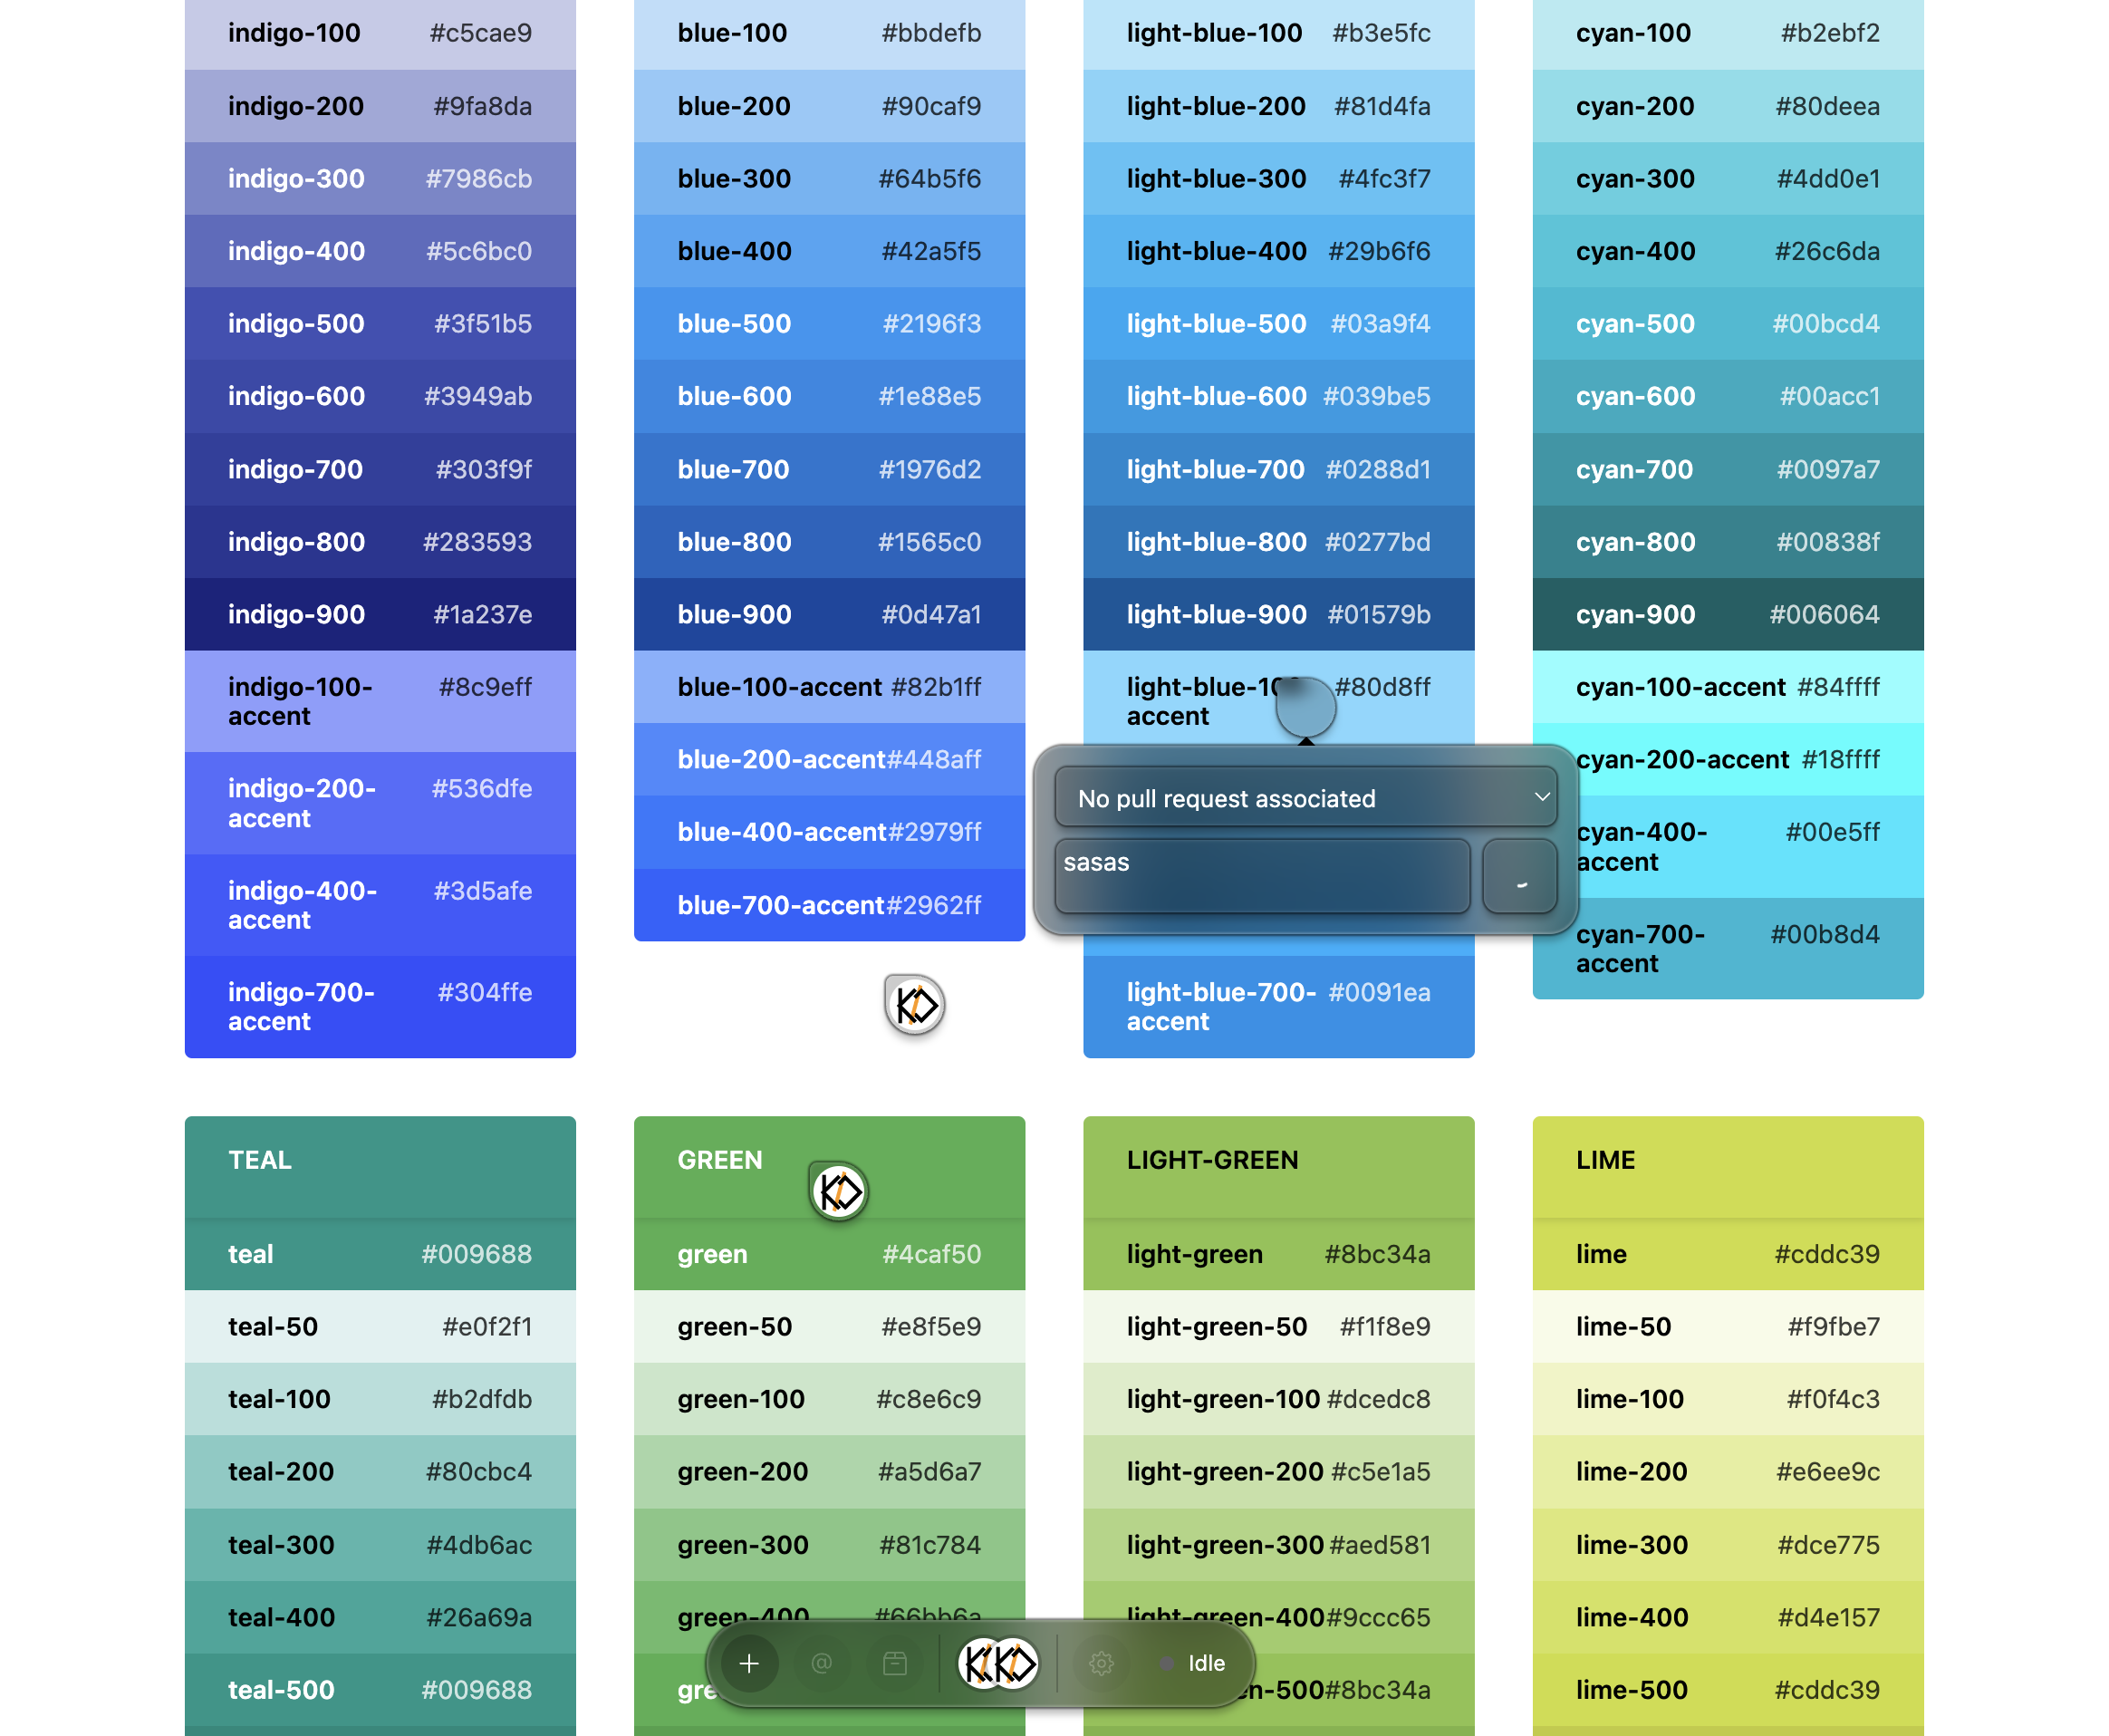 indigo-100 #c5cae9
indigo-200 #9fa8da
indigo-300 #7986cb
indigo-400 #5c6bc0
indigo-500 #3f51b5
indigo-600 #3949ab
indigo-700 #303f9f
indigo-800 #283593
indigo-900 #1a237e
indigo-100- #8c9eff
accent
indigo-200- #536dfe
accent
indigo-400- #3d5afe
accent
indigo-700- #304ffe
accent
blue-100 #bbdefb
blue-200 #90caf9
blue-300 #64b5f6
blue-400 #42a5f5
blue-500 #2196f3
blue-600 #1e88e5
blue-700 #1976d2
blue-800 #1565c0
blue-900 #0d47a1
blue-100-accent #82b1ff
blue-200-accent #448aff
blue-400-accent #2979ff
blue-700-accent #2962ff
light-blue-100 #b3e5fc
light-blue-200 #81d4fa
light-blue-300 #4fc3f7
light-blue-400 #29b6f6
light-blue-500 #03a9f4
light-blue-600 #039be5
light-blue-700 #0288d1
light-blue-800 #0277bd
light-blue-900 #01579b
light-blue-10 #80d8ff
accent
No pull request associated
sasas
light-blue-700- #0091ea
accent
cyan-100 #b2ebf2
cyan-200 #80deea
cyan-300 #4dd0e1
cyan-400 #26c6da
cyan-500 #00bcd4
cyan-600 #00acc1
cyan-700 #0097a7
cyan-800 #00838f
cyan-900 #006064
cyan-100-accent #84ffff
cyan-200-accent #18ffff
cyan-400- #00e5ff
accent
cyan-700- #00b8d4
accent
TEAL
teal #009688
teal-50 #e0f2f1
teal-100 #b2dfdb
teal-200 #80cbc4
teal-300 #4db6ac
teal-400 #26a69a
teal-500 #009688
GREEN
green #4caf50
green-50 #e8f5e9
green-100 #c8e6c9
green-200 #a5d6a7
green-300 #81c784
green-400 #66bb6a
gre
LIGHT-GREEN
light-green #8bc34a
light-green-50 #f1f8e9
light-green-100 #dcedc8
light-green-200 #c5e1a5
light-green-300 #aed581
light-green-400 #9ccc65
en-500 #8bc34a
LIME
lime #cddc39
lime-50 #f9fbe7
lime-100 #f0f4c3
lime-200 #e6ee9c
lime-300 #dce775
lime-400 #d4e157
lime-500 #cddc39
Idle